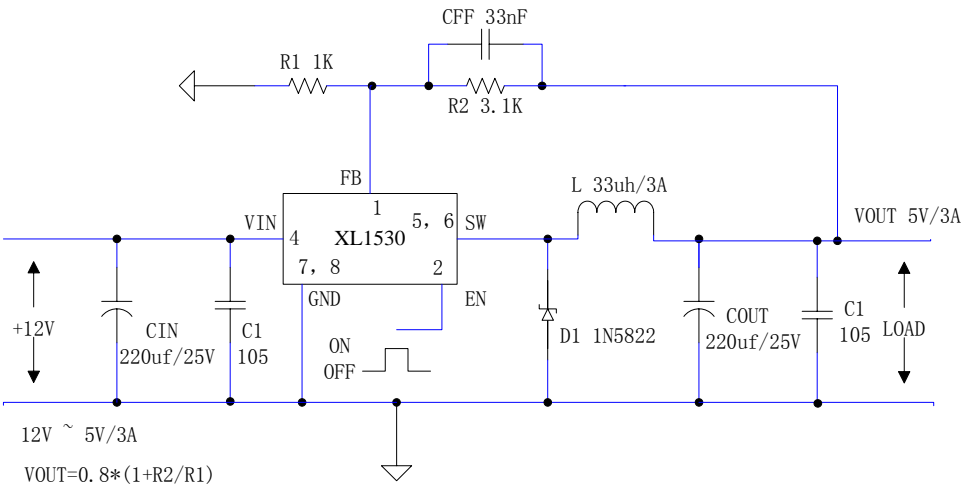 CFF 33nF
R1 1K
R2 3.1K
FB
L 33uh/3A
1
5, 6
SW
VOUT 5V/3A
VIN
4
XL1530
7, 8
2
GND
EN
+12V
CIN
220uf/25V
C1
105
ON
OFF
D1 1N5822
COUT
220uf/25V
C1
105
LOAD
12V ~ 5V/3A
VOUT=0.8*(1+R2/R1)